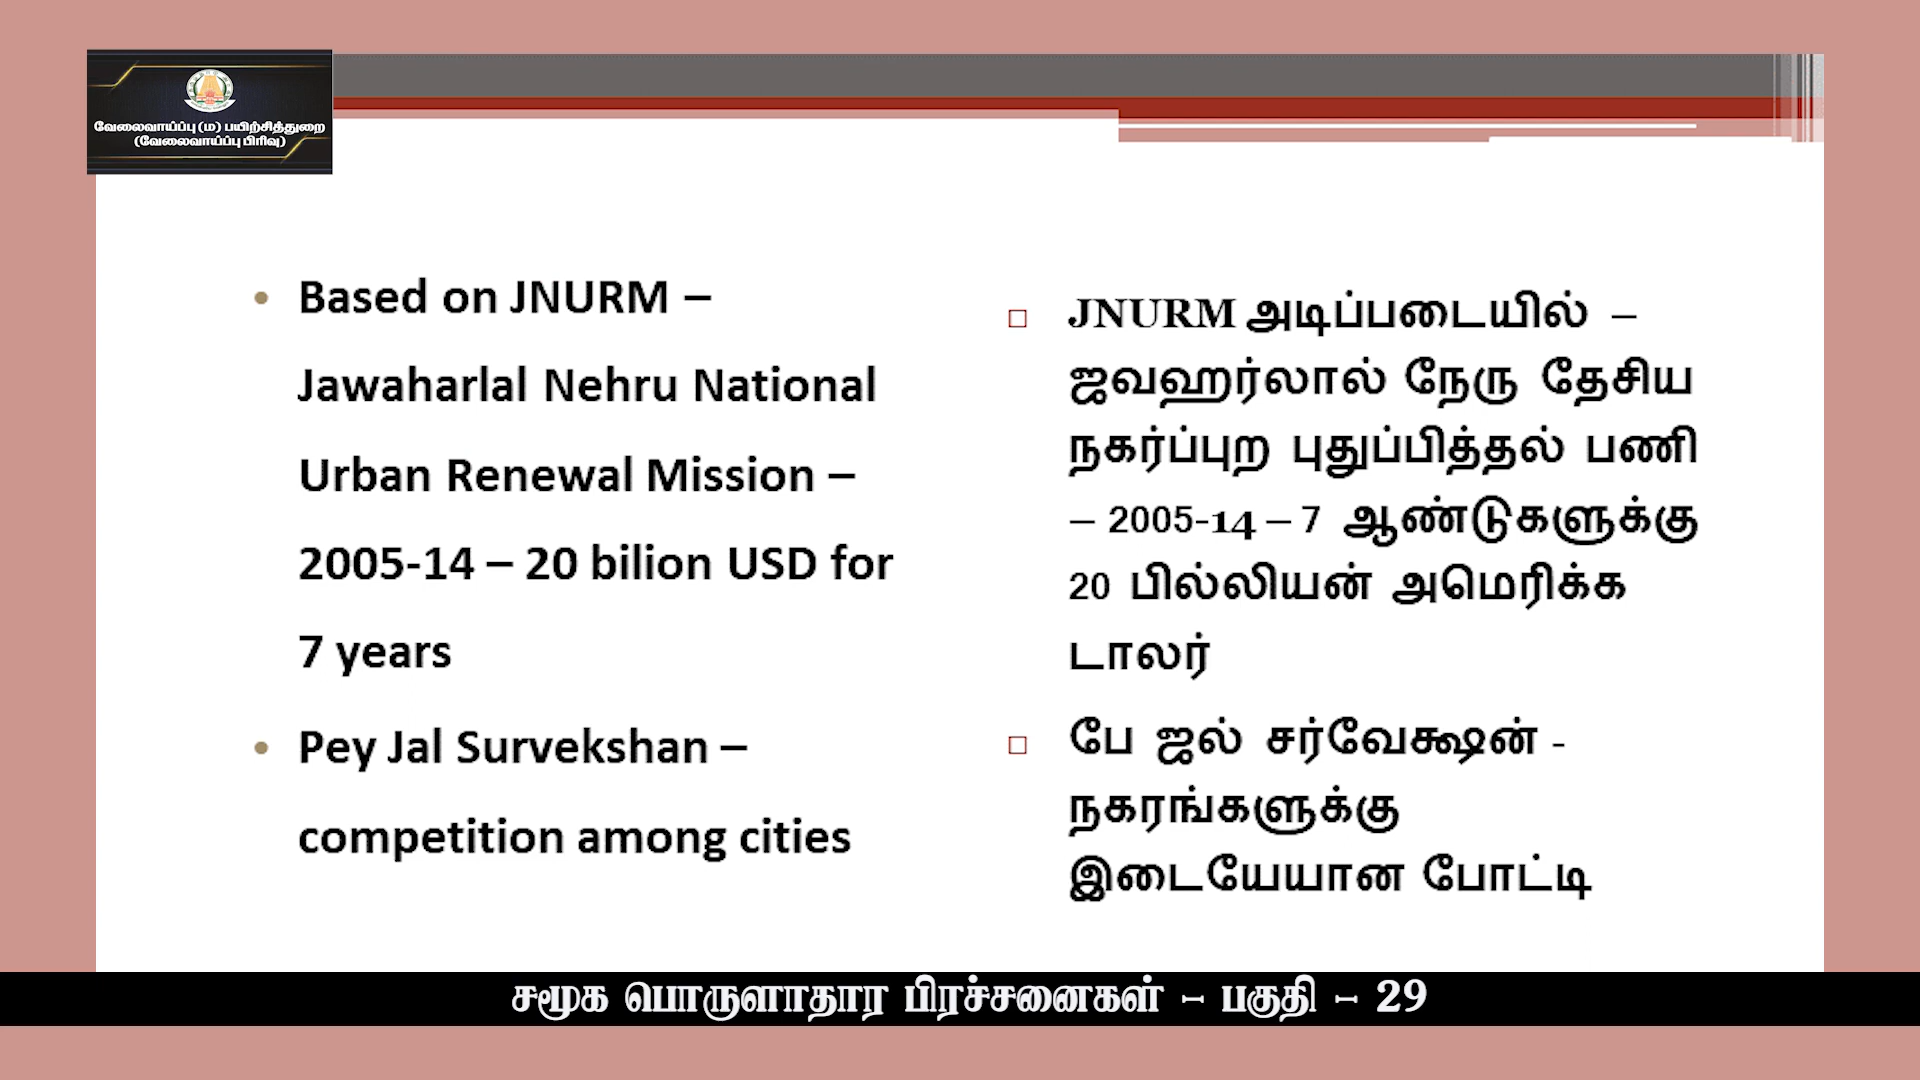 வேலைவாய்ப்பு (ம) பயிற்சித்துறை
(வேலைவாய்ப்பு பிரிவு)
• Based on JNURM –
Jawaharlal Nehru National
Urban Renewal Mission –
2005-14 – 20 bilion USD for
7 years
• Pey Jal Survekshan –
competition among cities
□ JNURM அடிப்படையில் –
ஜவஹர்லால் நேரு தேசிய
நகர்ப்புற புதுப்பித்தல் பணி
– 2005-14 – 7 ஆண்டுகளுக்கு
20 பில்லியன் அமெரிக்க
டாலர்
□ பே ஜல் சர்வேக்ஷன் -
நகரங்களுக்கு
இடையேயான போட்டி
சமூக பொருளாதார பிரச்சனைகள் - பகுதி - 29